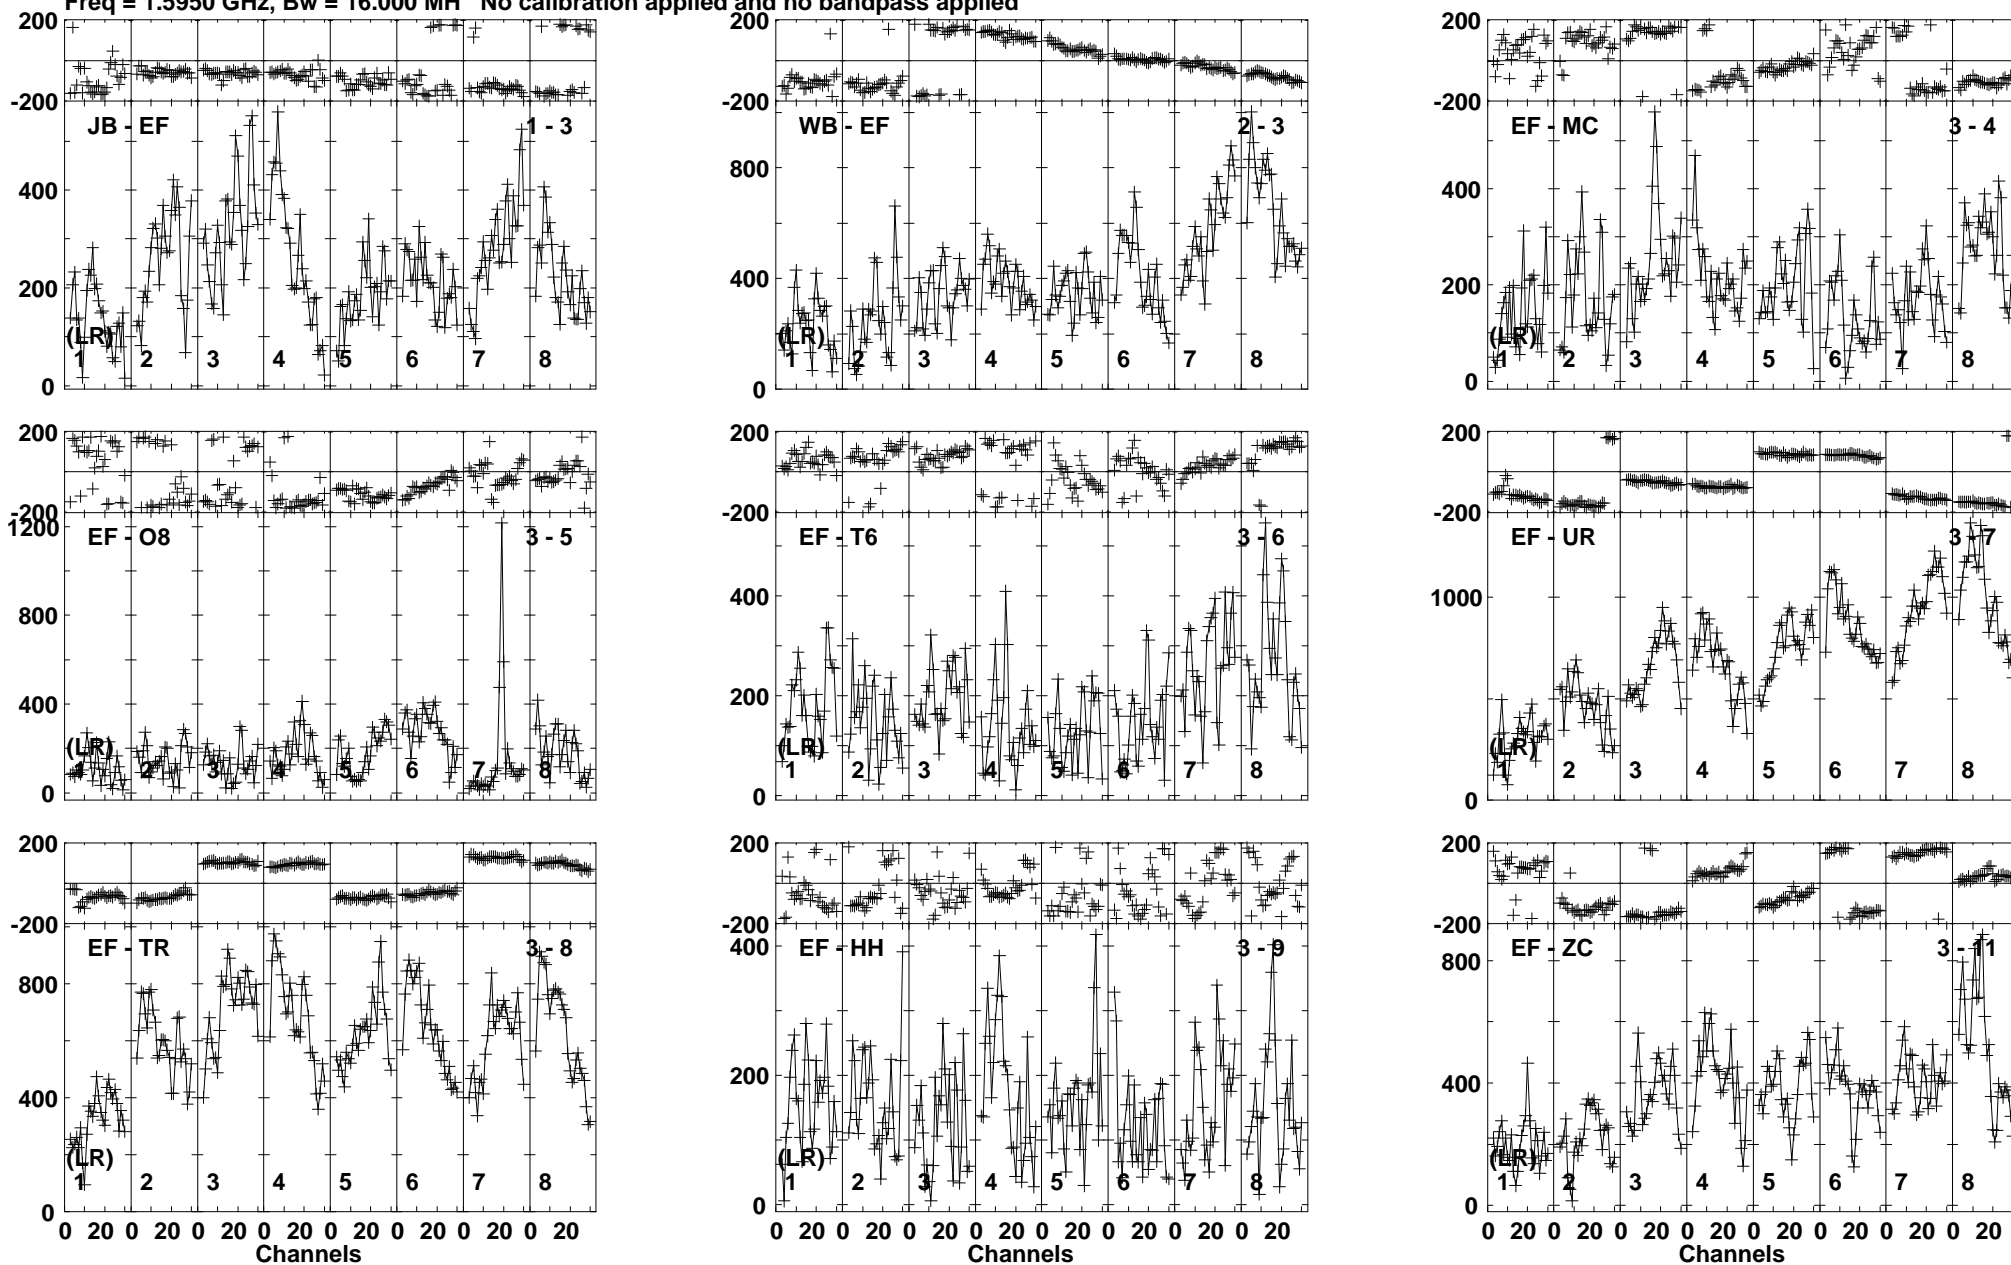 Freq = 1.5950 GHz, Bw = 16.000 MH No calibration applied and no bandpass applied
200 200 200
-200 -200 -200
JB - EF 1 - 3 WB - EF 2 - 3 EF - MC 3 - 4
400 800 400
200 400 200
(LR) (LR) (LR)
1 2 3 4 5 6 7 8 1 2 3 4 5 6 7 8 1 2 3 4 5 6 7 8
0 0 0
200 200 200
-200 -200 -200
1200
EF - O8 3 - 5 EF - T6 3 - 6 EF - UR 3 - 7
800 400 1000
400 200
(LR) (LR) (LR)
1 2 3 4 5 6 7 8 1 2 3 4 5 6 7 8 1 2 3 4 5 6 7 8
0 0 0
200 200 200
-200 -200 -200
EF - TR 3 - 8 EF - HH 3 - 9 EF - ZC 3 - 11
800 400 800
400 200 400
(LR) (LR) (LR)
1 2 3 4 5 6 7 8 1 2 3 4 5 6 7 8 1 2 3 4 5 6 7 8
0 0 0
0 20 0 20 0 20 0 20 0 20 0 20 0 20 0 20 0 20 0 20 0 20 0 20 0 20 0 20 0 20 0 20 0 20 0 20 0 20 0 20 0 20 0 20 0 20 0 20
Channels Channels Channels